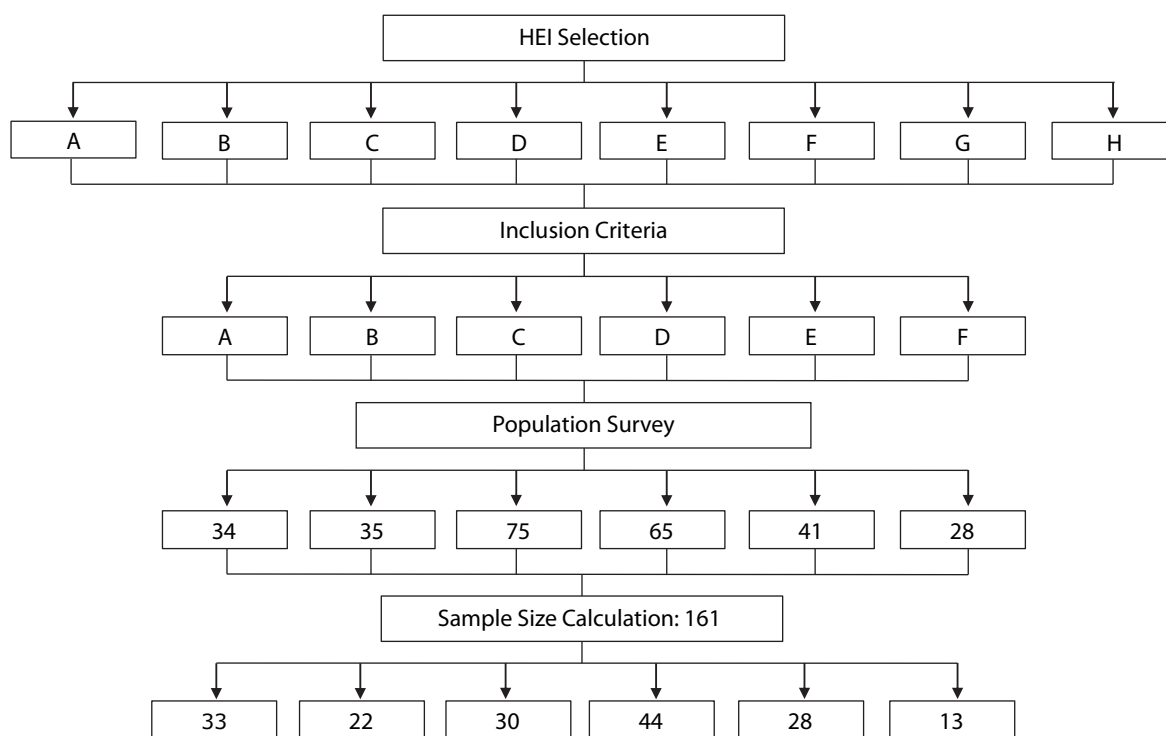 HEI Selection
A B C D E F G H
Inclusion Criteria
A B C D E F
Population Survey
34 35 75 65 41 28
Sample Size Calculation: 161
33 22 30 44 28 13